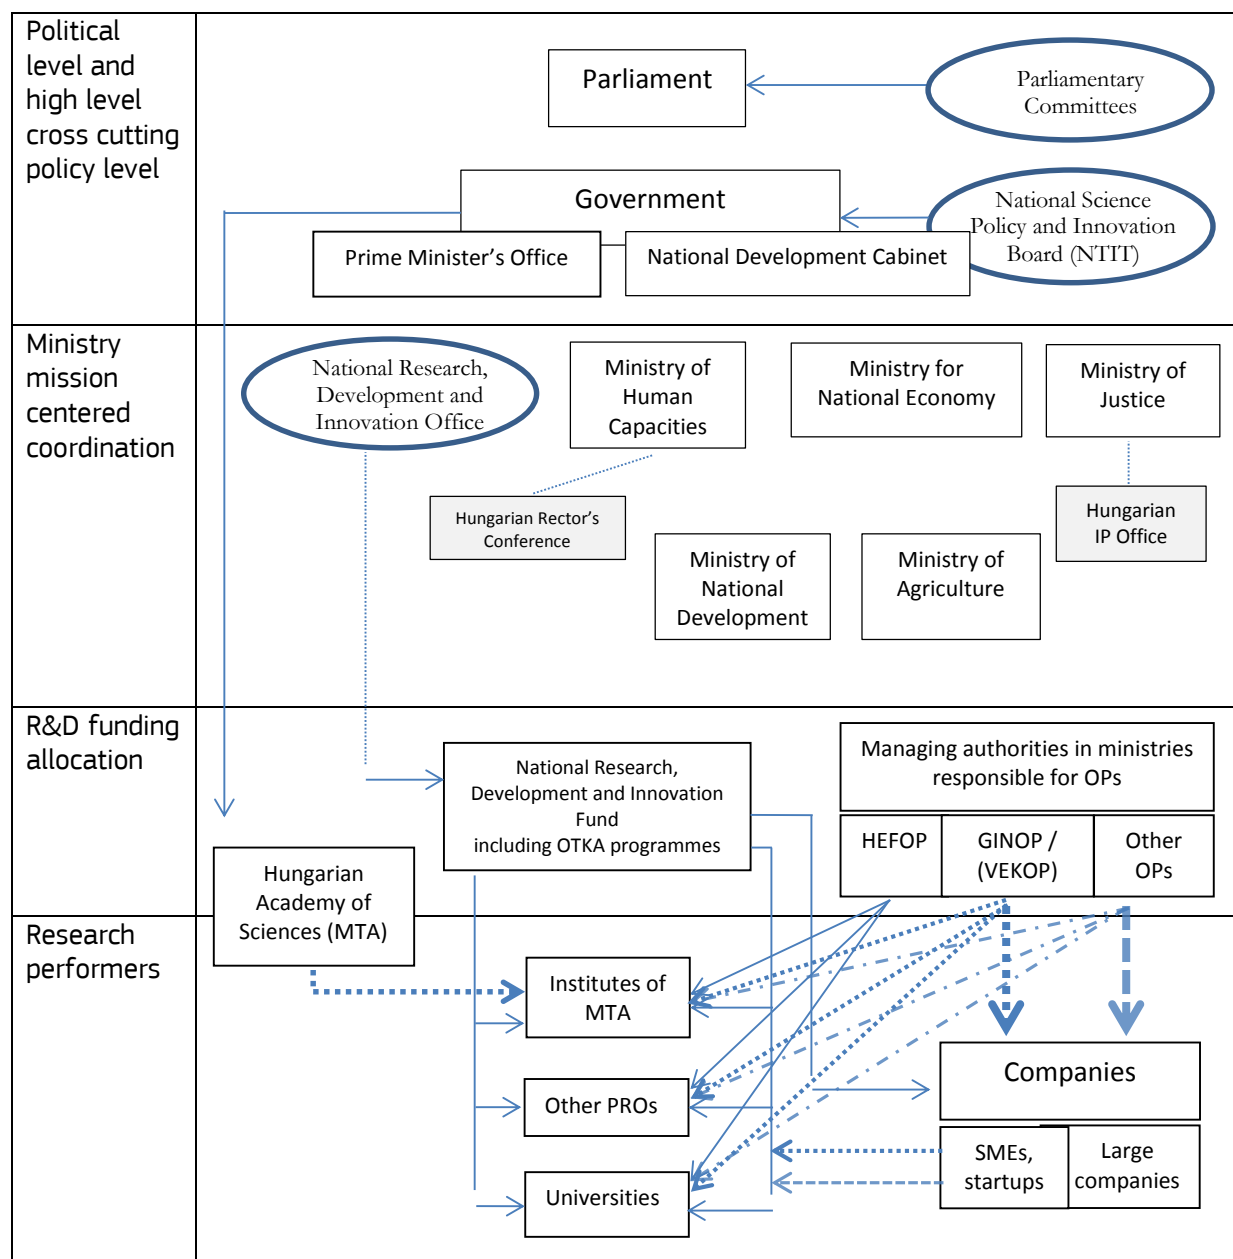 Political
level and
high level
cross cutting
policy level
Parliament
Parliamentary
Committees
Government
National Science
Policy and Innovation
Board (NTIT)
Prime Minister's Office
National Development Cabinet
Ministry
mission
centered
coordination
National Research,
Development and
Innovation Office
Ministry of
Human
Capacities
Ministry for
National Economy
Ministry of
Justice
Hungarian Rector's
Conference
Hungarian
IP Office
Ministry of
National
Development
Ministry of
Agriculture
R&D funding
allocation
National Research,
Development and Innovation
Fund
including OTKA programmes
Managing authorities in ministries
responsible for OPs
HEFOP
GINOP /
(VEKOP)
Other
OPs
Hungarian
Academy of
Sciences (MTA)
Research
performers
Institutes of
MTA
Other PROs
Universities
Companies
SMEs,
startups
Large
companies